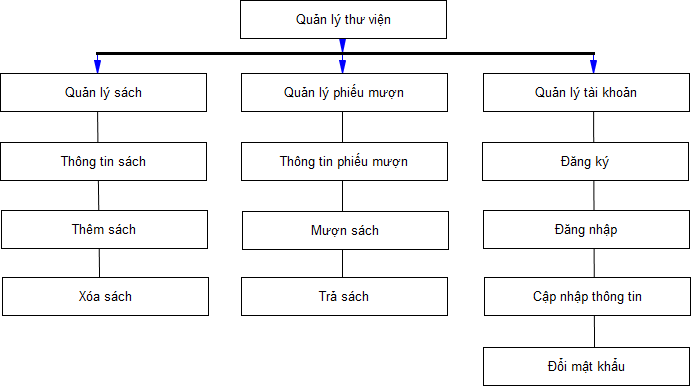 Quản lý thư viện
Quản lý sách
Quản lý phiếu mượn
Quản lý tài khoản
Thông tin sách
Thông tin phiếu mượn
Đăng ký
Thêm sách
Mượn sách
Đăng nhập
Xóa sách
Trả sách
Cập nhập thông tin
Đổi mật khẩu